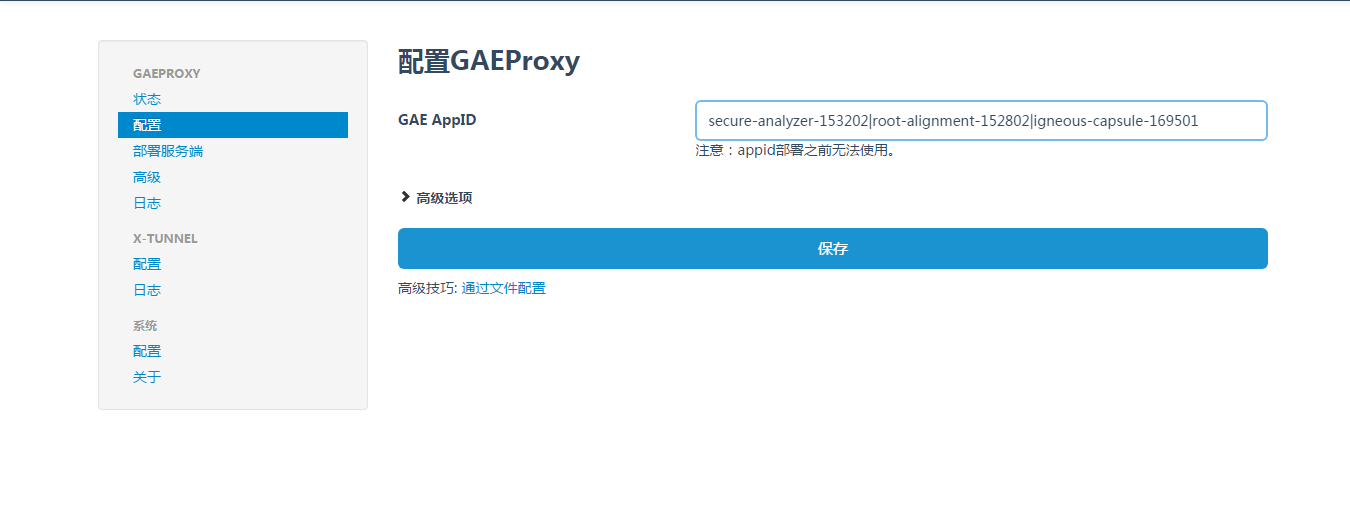 GAEPROXY
状态
配置
部署服务端
高级
日志
X-TUNNEL
配置
日志
系统
配置
关于
配置GAEProxy
GAE AppID
secure-analyzer-153202|root-alignment-152802|igneous-capsule-169501
注意：appid部署之前无法使用。
高级选项
保存
高级技巧: 通过文件配置